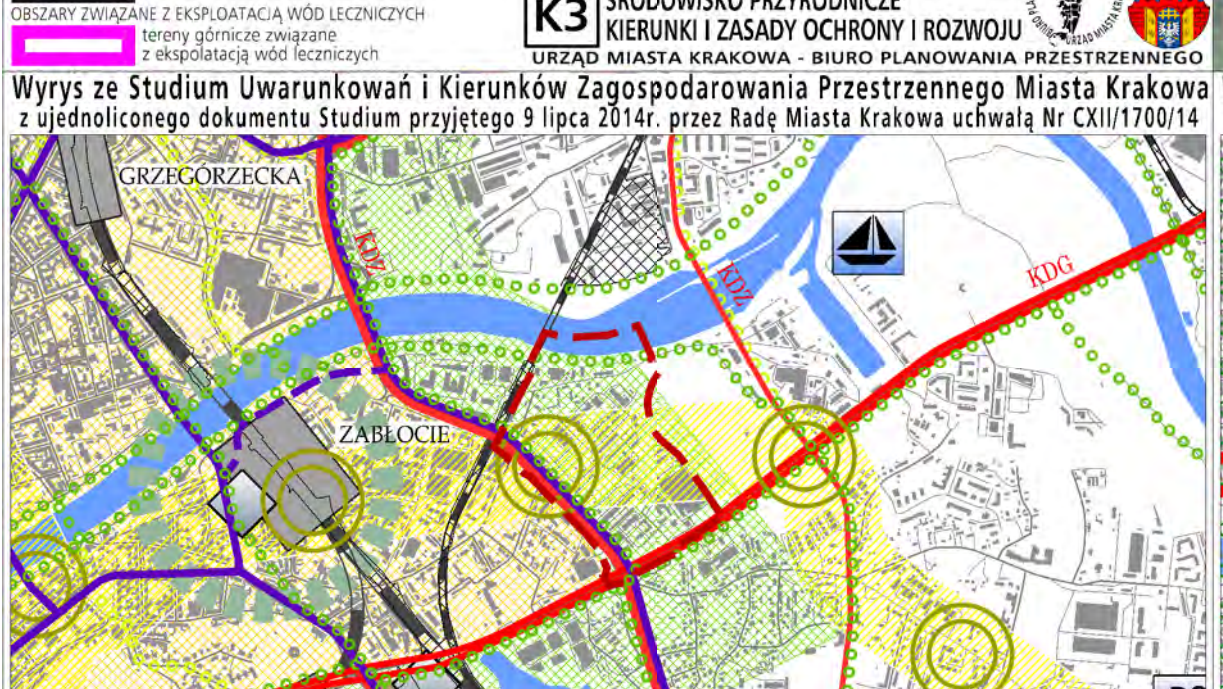 OBSZARY ZWIĄZANE Z EKSPLOATACJĄ WÓD LECZNICZYCH
tereny górnicze związane
z ekspolatacją wód leczniczych
K3
ŚRODOWISKO PRZYRODNICZE
KIERUNKI I ZASADY OCHRONY I ROZWOJU
URZĄD MIASTA KRAKOWA - BIURO PLANOWANIA PRZESTRZENNEGO
Wyrys ze Studium Uwarunkowań i Kierunków Zagospodarowania Przestrzennego Miasta Krakowa
z ujednoliconego dokumentu Studium przyjętego 9 lipca 2014r. przez Radę Miasta Krakowa uchwałą Nr CXII/1700/14
GRZEGÓRZECKA
KDZ
KDZ
KDG
ZABŁOCIE